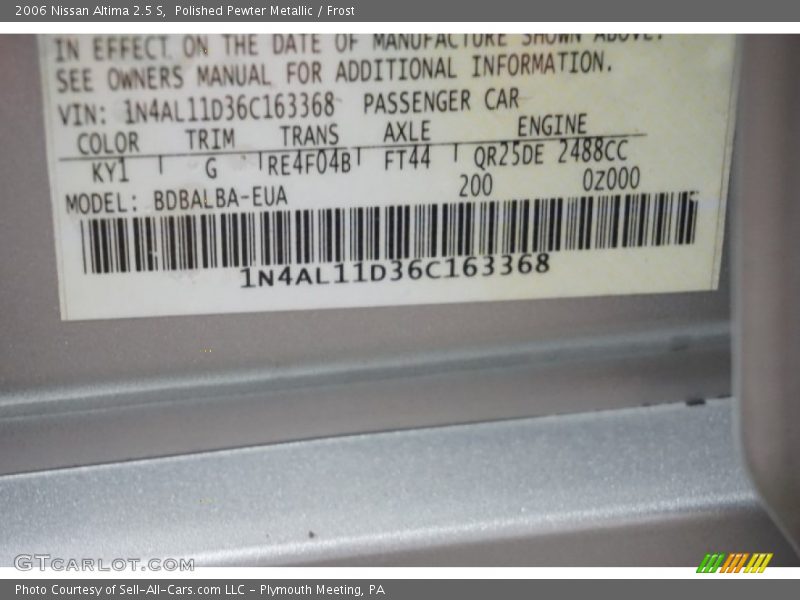 2006 Nissan Altima 2.5 S, Polished Pewter Metallic / Frost
IN EFFECT ON THE DATE OF MANUFACTURE SHOWN ABOVE.
SEE OWNERS MANUAL FOR ADDITIONAL INFORMATION.
VIN: 1N4AL11D36C163368 PASSENGER CAR
COLOR TRIM TRANS AXLE ENGINE
KY1 G RE4F04B FT44 QR25DE 2488CC
200 0Z000
MODEL: BDBALBA-EUA
1N4AL11D36C163368
GTcarlot.com
Photo Courtesy of Sell-All-Cars.com LLC - Plymouth Meeting, PA